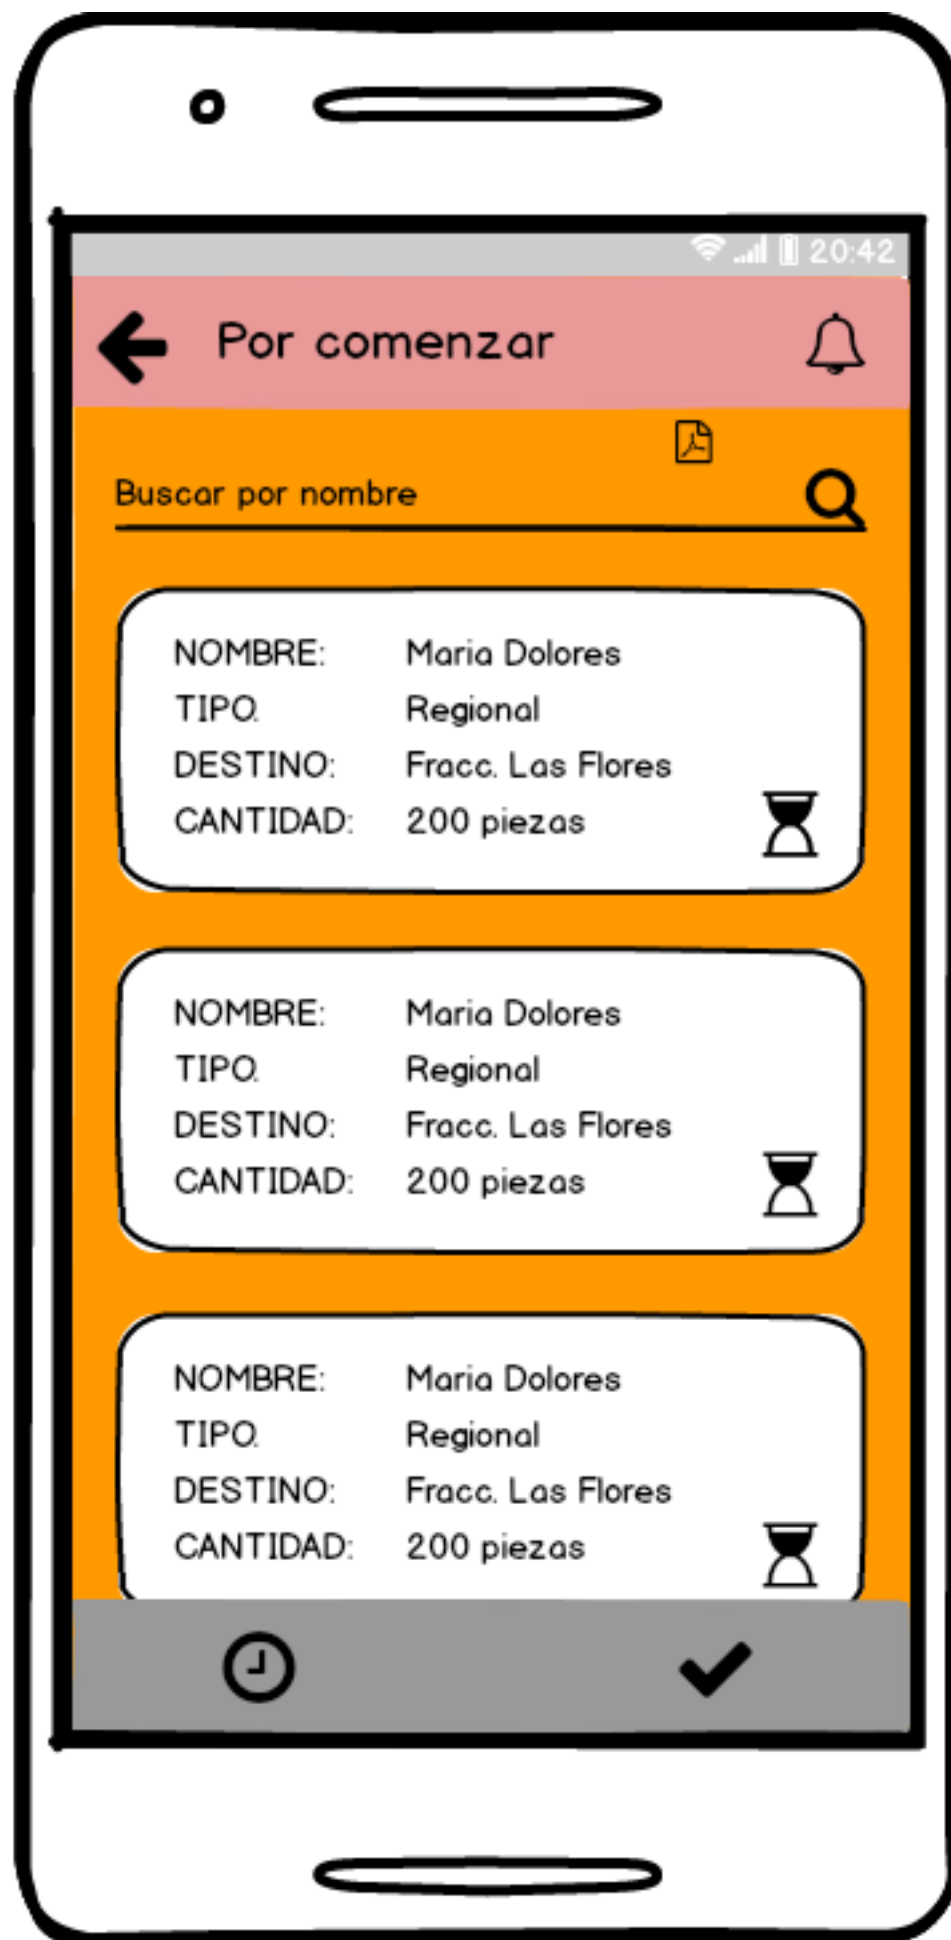 20:42
Por comenzar
Buscar por nombre
NOMBRE: Maria Dolores
TIPO. Regional
DESTINO: Fracc. Las Flores
CANTIDAD: 200 piezas
NOMBRE: Maria Dolores
TIPO. Regional
DESTINO: Fracc. Las Flores
CANTIDAD: 200 piezas
NOMBRE: Maria Dolores
TIPO. Regional
DESTINO: Fracc. Las Flores
CANTIDAD: 200 piezas